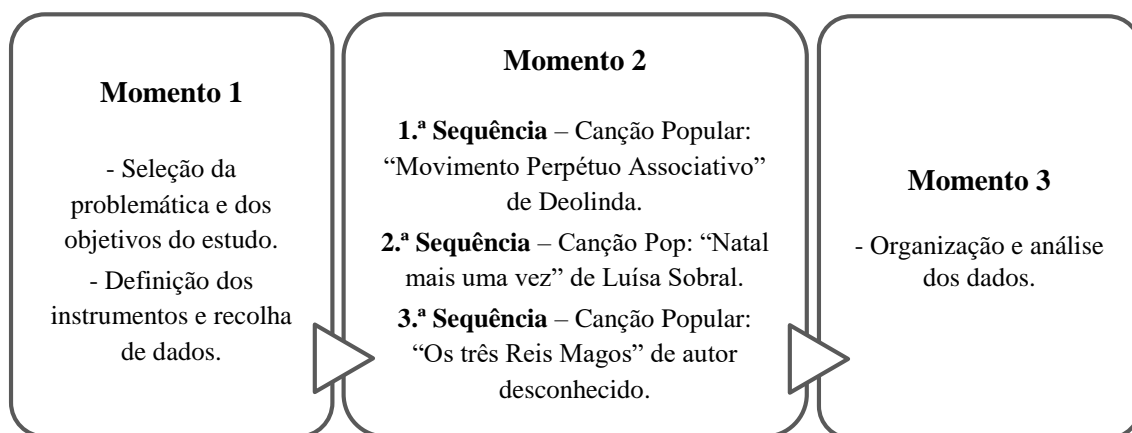 Momento 1
- Seleção da
problemática e dos
objetivos do estudo.
- Definição dos
instrumentos e recolha
de dados.
Momento 2
1.ª Sequência – Canção Popular:
“Movimento Perpétuo Associativo”
de Deolinda.
2.ª Sequência – Canção Pop: “Natal
mais uma vez” de Luísa Sobral.
3.ª Sequência – Canção Popular:
“Os três Reis Magos” de autor
desconhecido.
Momento 3
- Organização e análise
dos dados.